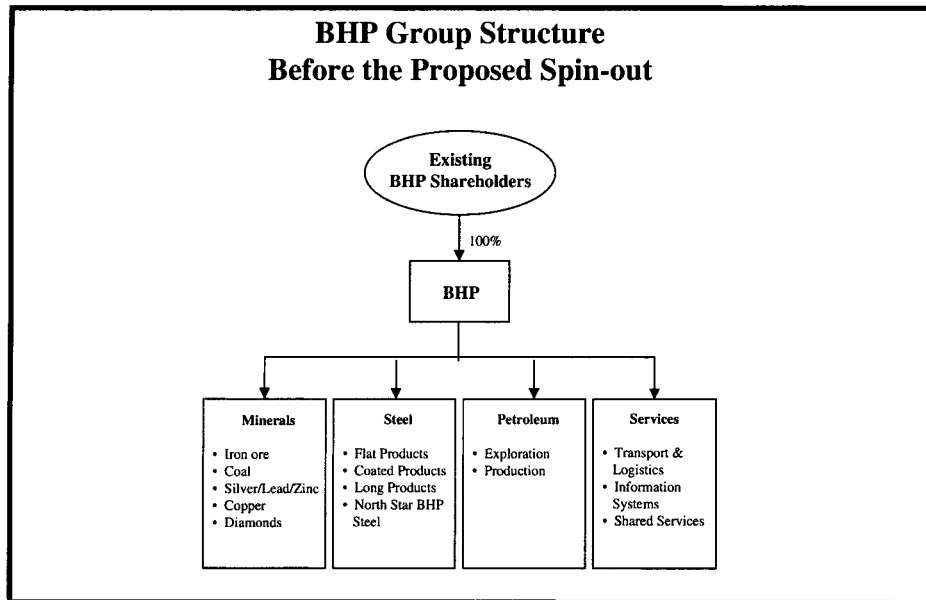 BHP Group Structure
Before the Proposed Spin-out
Existing
BHP Shareholders
100%
BHP
Minerals
• Iron ore
• Coal
• Silver/Lead/Zinc
• Copper
• Diamonds
Steel
• Flat Products
• Coated Products
• Long Products
• North Star BHP
Steel
Petroleum
• Exploration
• Production
Services
• Transport &
Logistics
• Information
Systems
• Shared Services